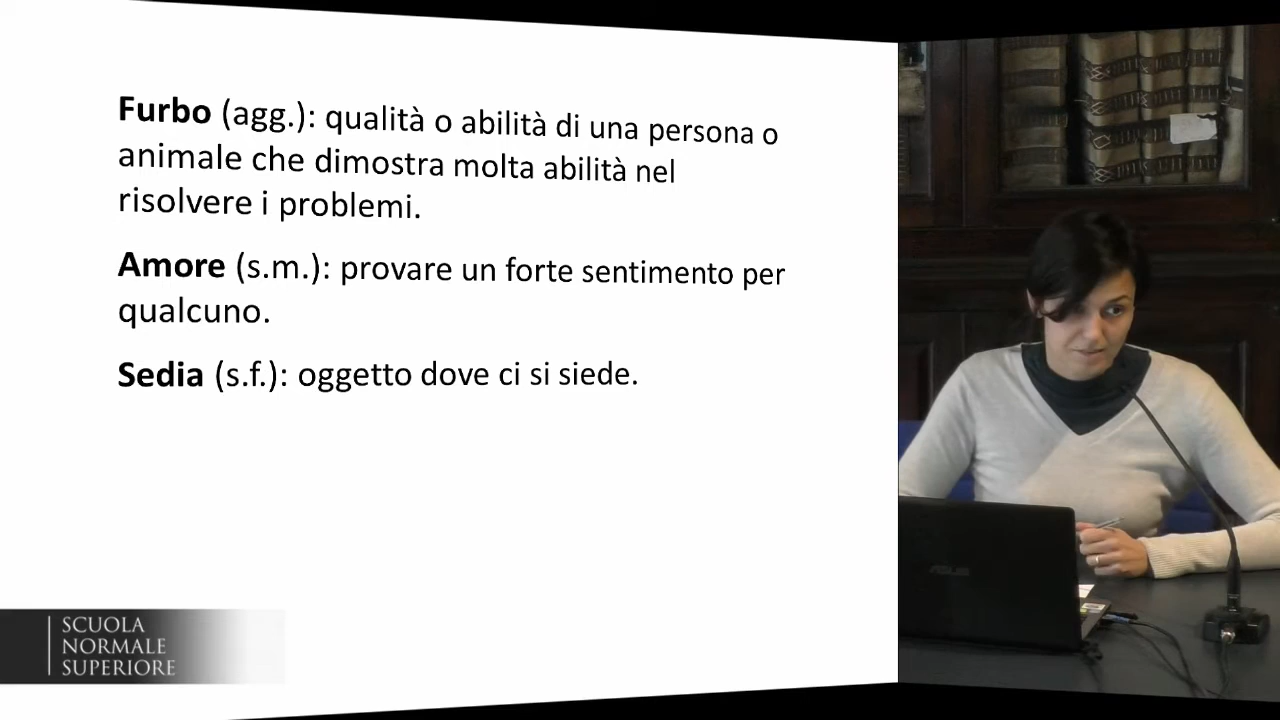 Furbo (agg.): qualità o abilità di una persona o
animale che dimostra molta abilità nel
risolvere i problemi.
Amore (s.m.): provare un forte sentimento per
qualcuno.
Sedia (s.f.): oggetto dove ci si siede.
SCUOLA
NORMALE
SUPERIORE
ASUS